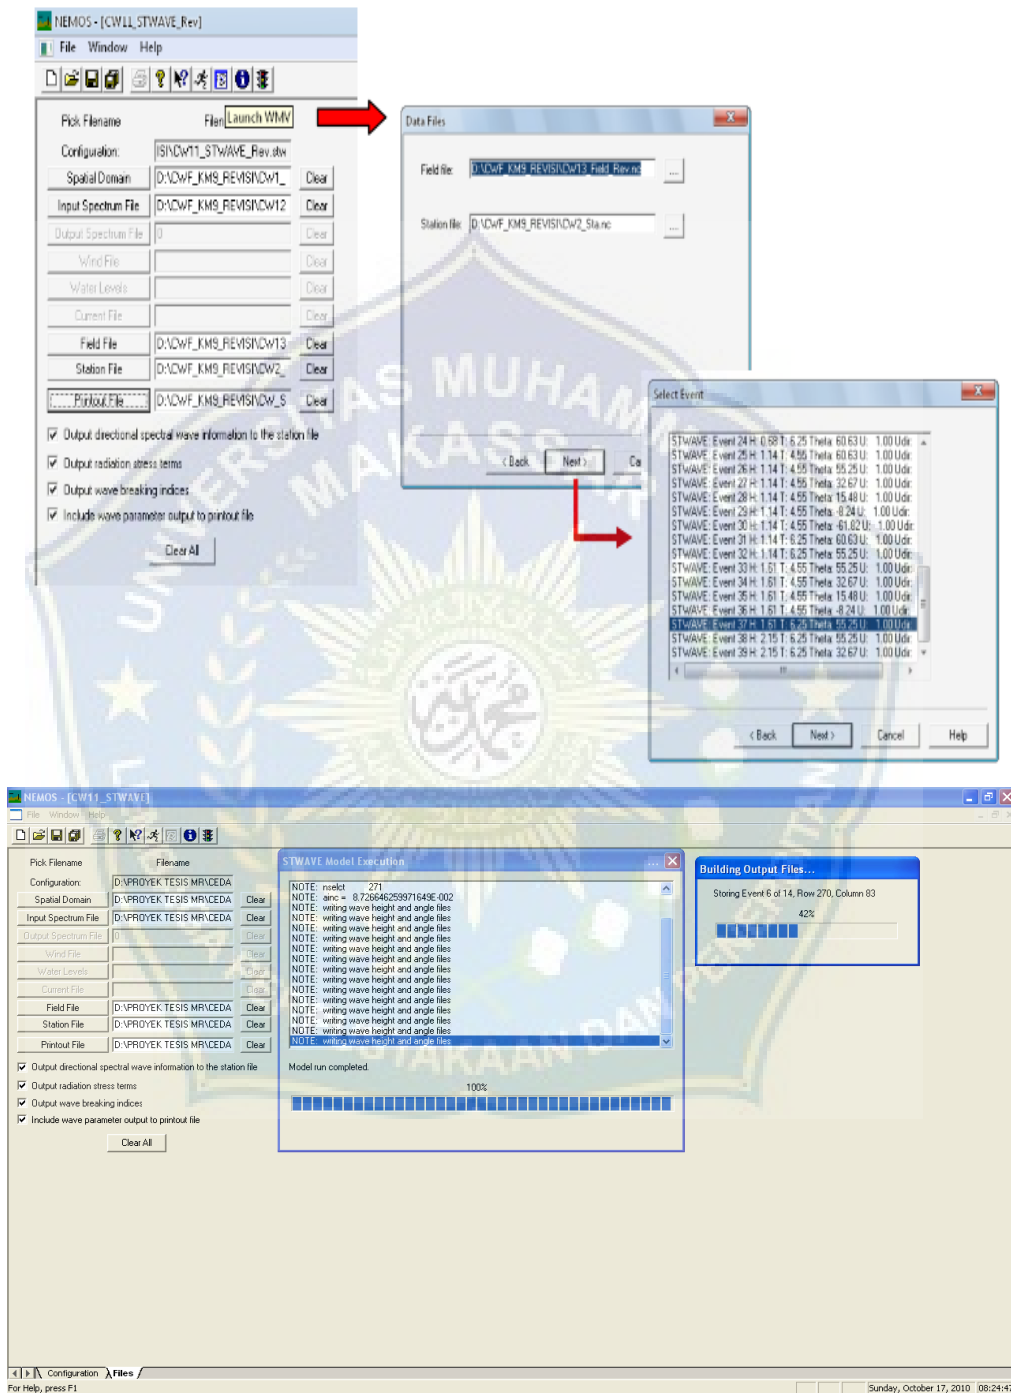 NEMOS - [CW11_STWAVE_Rev]
File Window Help
Pick Filename Filen
Launch WMV
Configuration: ISI\CW11_STWAVE_Rev.stw
Spatial Domain D:\CWF_KM9_REVISI\CW1_ Clear
Input Spectrum File D:\CWF_KM9_REVISI\CW12 Clear
Output Spectrum File 0 Clear
Wind File Clear
Water Levels Clear
Current File Clear
Field File D:\CWF_KM9_REVISI\CW13 Clear
Station File D:\CWF_KM9_REVISI\CW2_ Clear
Printout File D:\CWF_KM9_REVISI\CW_S Clear
Output directional spectral wave information to the station file
Output radiation stress terms
Output wave breaking indices
Include wave parameter output to printout file
Clear All
Data Files
Field file: D:\CWF_KM9_REVISI\CW13_Field_Rev.nc ...
Station file: D:\CWF_KM9_REVISI\CW2_Sta.nc ...
< Back Next > Ca
Select Event
STWAVE: Event 24 H: 0.68 T: 6.25 Theta: 60.63 U: 1.00 Udir:
STWAVE: Event 25 H: 1.14 T: 4.55 Theta: 60.63 U: 1.00 Udir:
STWAVE: Event 26 H: 1.14 T: 4.55 Theta: 55.25 U: 1.00 Udir:
STWAVE: Event 27 H: 1.14 T: 4.55 Theta: 32.67 U: 1.00 Udir:
STWAVE: Event 28 H: 1.14 T: 4.55 Theta: 15.48 U: 1.00 Udir:
STWAVE: Event 29 H: 1.14 T: 4.55 Theta: -8.24 U: 1.00 Udir:
STWAVE: Event 30 H: 1.14 T: 4.55 Theta: -61.82 U: 1.00 Udir:
STWAVE: Event 31 H: 1.14 T: 6.25 Theta: 60.63 U: 1.00 Udir:
STWAVE: Event 32 H: 1.14 T: 6.25 Theta: 55.25 U: 1.00 Udir:
STWAVE: Event 33 H: 1.61 T: 4.55 Theta: 55.25 U: 1.00 Udir:
STWAVE: Event 34 H: 1.61 T: 4.55 Theta: 32.67 U: 1.00 Udir:
STWAVE: Event 35 H: 1.61 T: 4.55 Theta: 15.48 U: 1.00 Udir:
STWAVE: Event 36 H: 1.61 T: 4.55 Theta: -8.24 U: 1.00 Udir:
STWAVE: Event 37 H: 1.61 T: 6.25 Theta: 55.25 U: 1.00 Udir:
STWAVE: Event 38 H: 2.15 T: 6.25 Theta: 55.25 U: 1.00 Udir:
STWAVE: Event 39 H: 2.15 T: 6.25 Theta: 32.67 U: 1.00 Udir:
< Back Next > Cancel Help
NEMOS - [CW11_STWAVE]
File Window Help
Pick Filename Filename
Configuration: D:\PROYEK TESIS MR\CEDA
Spatial Domain D:\PROYEK TESIS MR\CEDA Clear
Input Spectrum File D:\PROYEK TESIS MR\CEDA Clear
Output Spectrum File 0 Clear
Wind File Clear
Water Levels Clear
Current File Clear
Field File D:\PROYEK TESIS MR\CEDA Clear
Station File D:\PROYEK TESIS MR\CEDA Clear
Printout File D:\PROYEK TESIS MR\CEDA Clear
Output directional spectral wave information to the station file
Output radiation stress terms
Output wave breaking indices
Include wave parameter output to printout file
Clear All
STWAVE Model Execution ...
NOTE: nselct 271
NOTE: ainc = 8.726646259971649E-002
NOTE: writing wave height and angle files
NOTE: writing wave height and angle files
NOTE: writing wave height and angle files
NOTE: writing wave height and angle files
NOTE: writing wave height and angle files
NOTE: writing wave height and angle files
NOTE: writing wave height and angle files
NOTE: writing wave height and angle files
NOTE: writing wave height and angle files
NOTE: writing wave height and angle files
NOTE: writing wave height and angle files
NOTE: writing wave height and angle files
NOTE: writing wave height and angle files
NOTE: writing wave height and angle files
Model run completed.
100%
Building Output Files...
Storing Event 6 of 14, Row 270, Column 83
42%
Configuration Files
For Help, press F1
Sunday, October 17, 2010 08:24:47
UNIVERSITAS MUHAMMADIYAH
MAKASSAR